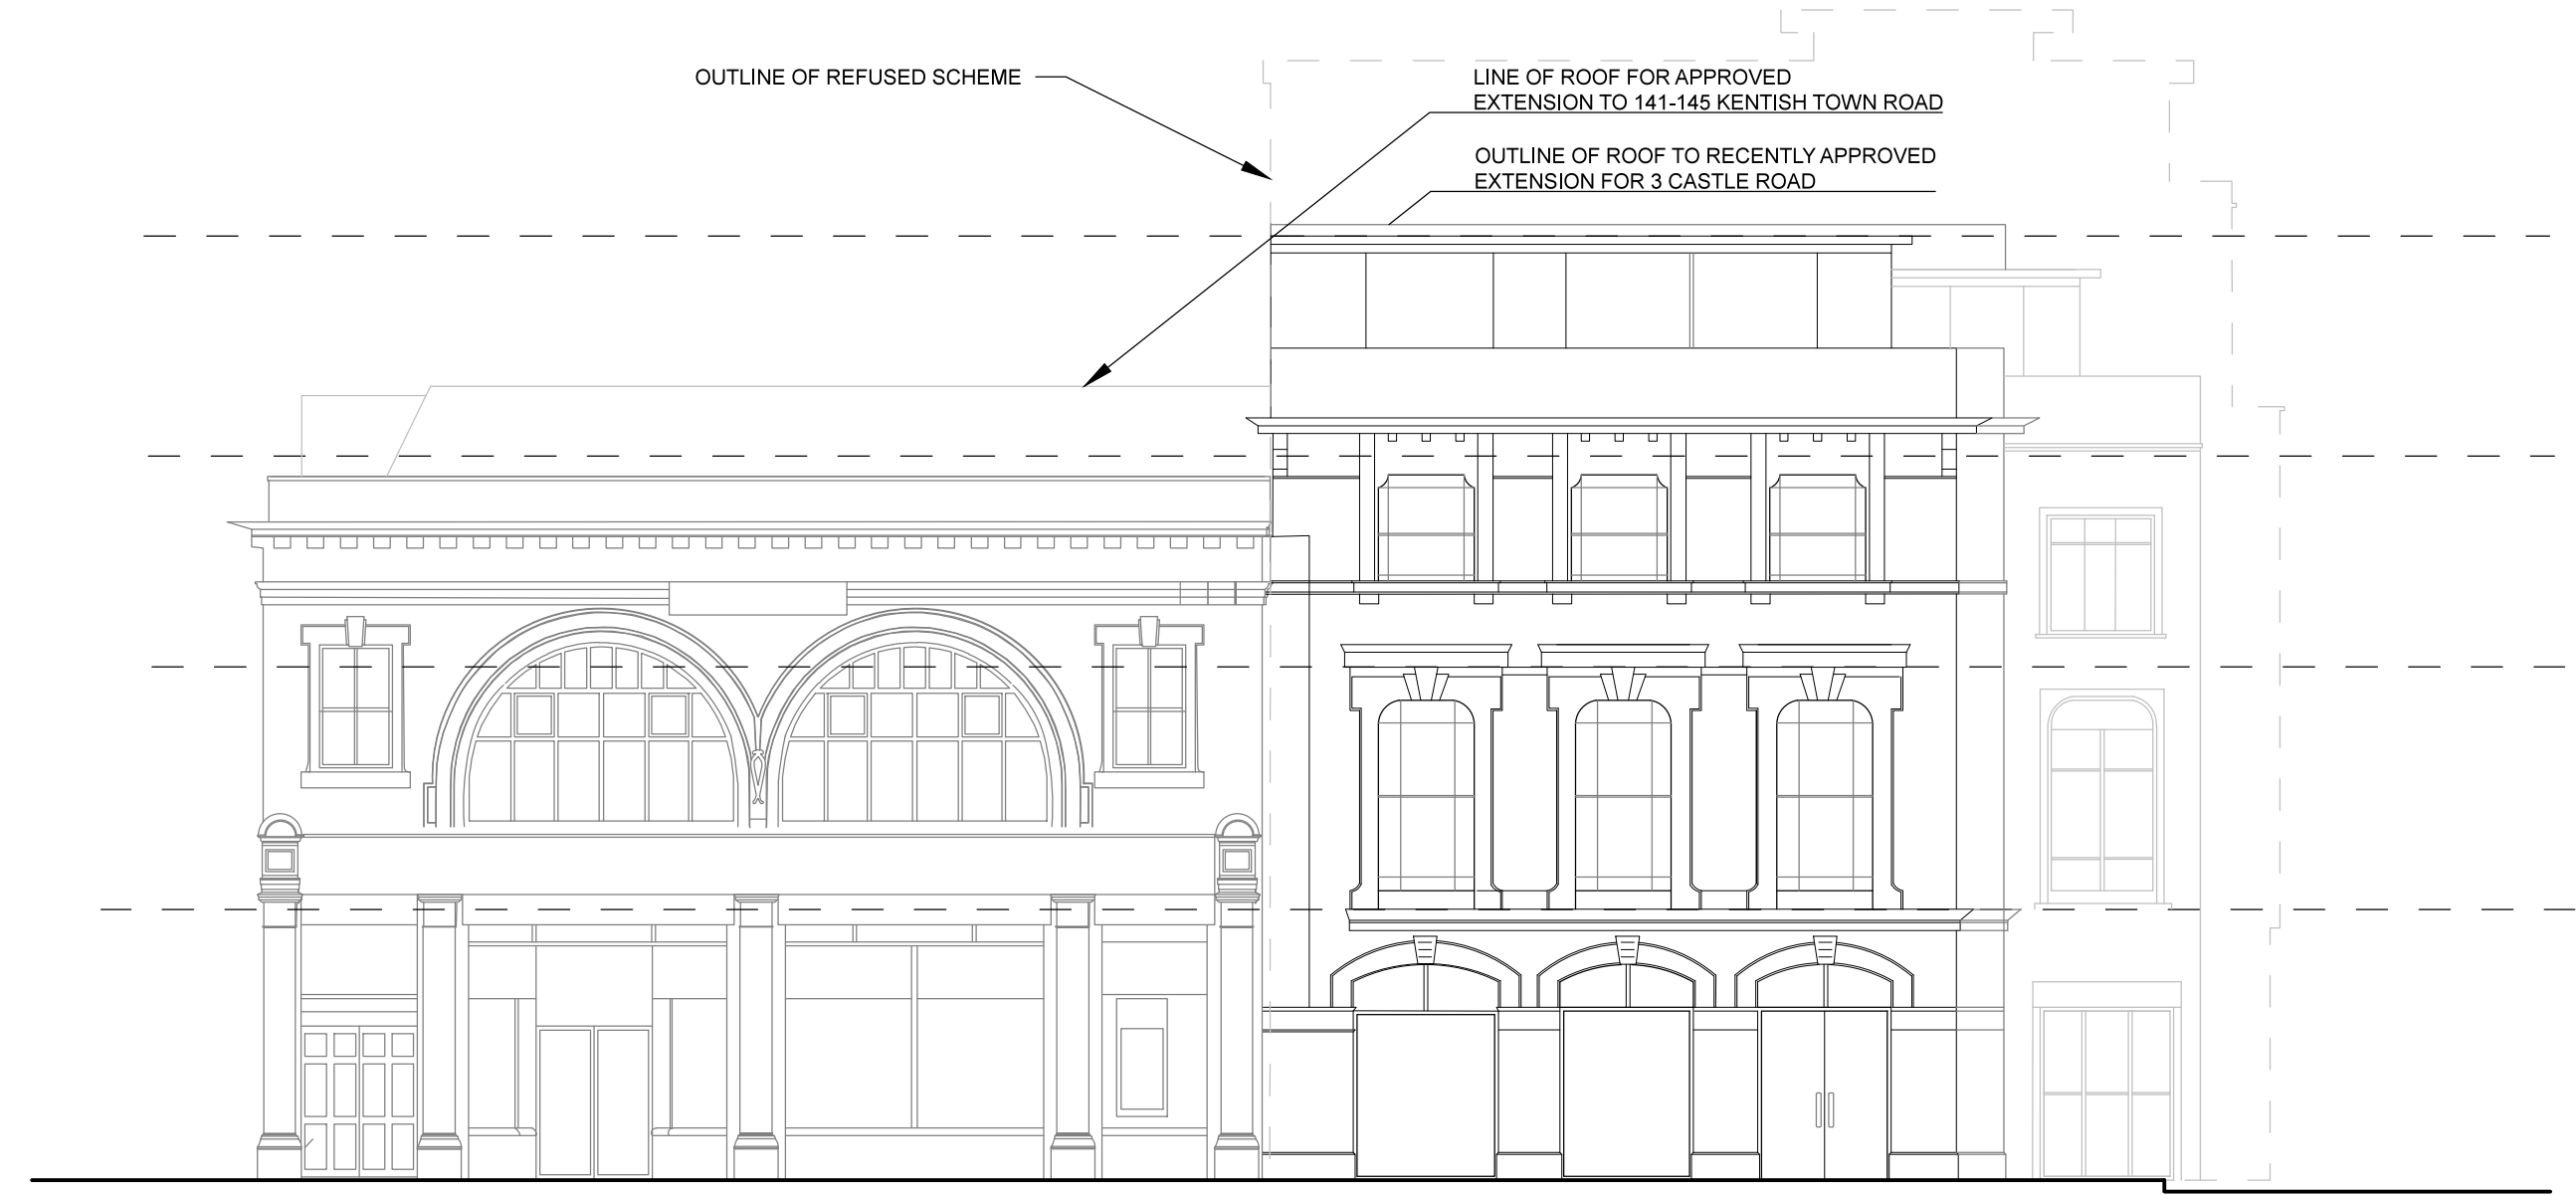 OUTLINE OF REFUSED SCHEME
LINE OF ROOF FOR APPROVED
EXTENSION TO 141-145 KENTISH TOWN ROAD
OUTLINE OF ROOF TO RECENTLY APPROVED
EXTENSION FOR 3 CASTLE ROAD